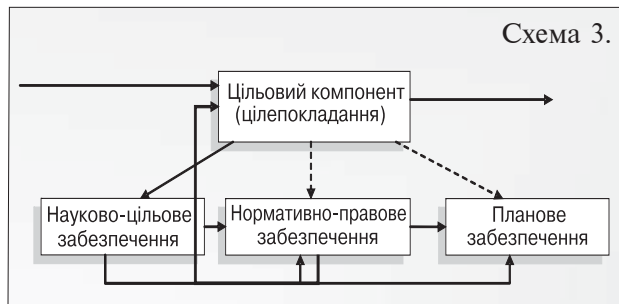 Схема 3.
Цільовий компонент
(цілепокладання)
Науково-цільове
забезпечення
Нормативно-правове
забезпечення
Планове
забезпечення